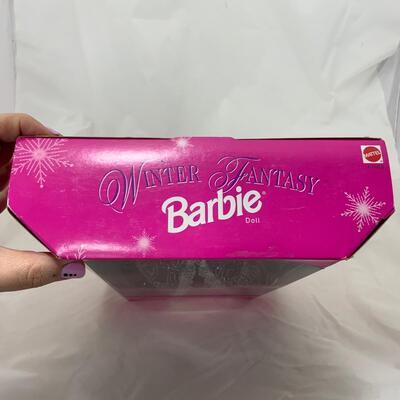 WINTER FANTASY
Barbie®
Doll
MATTEL